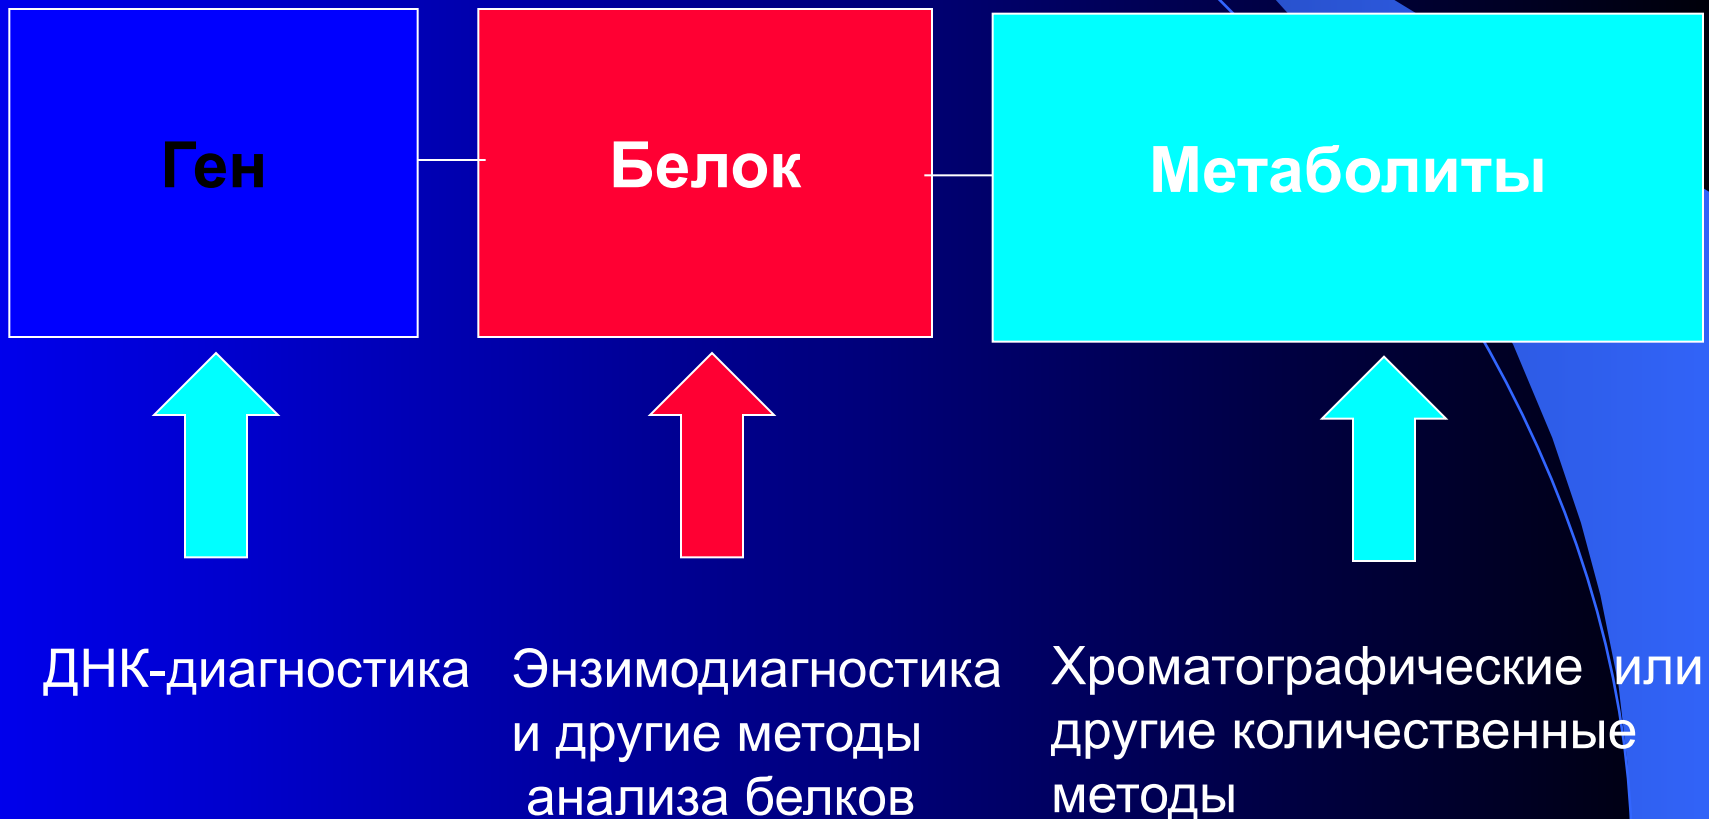 Ген
Белок
Метаболиты
ДНК-диагностика
Энзимодиагностика
и другие методы
анализа белков
Хроматографические или
другие количественные
методы